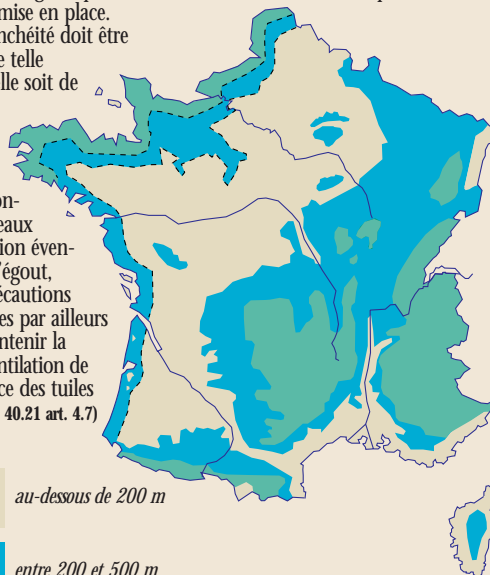 mise en place.
nchéité doit être
e telle
lle soit de
on-
eaux
ion éven-
'égout,
écautions
es par ailleurs
ntenir la
ntilation de
ce des tuiles
40.21 art. 4.7)
au-dessous de 200 m
entre 200 et 500 m